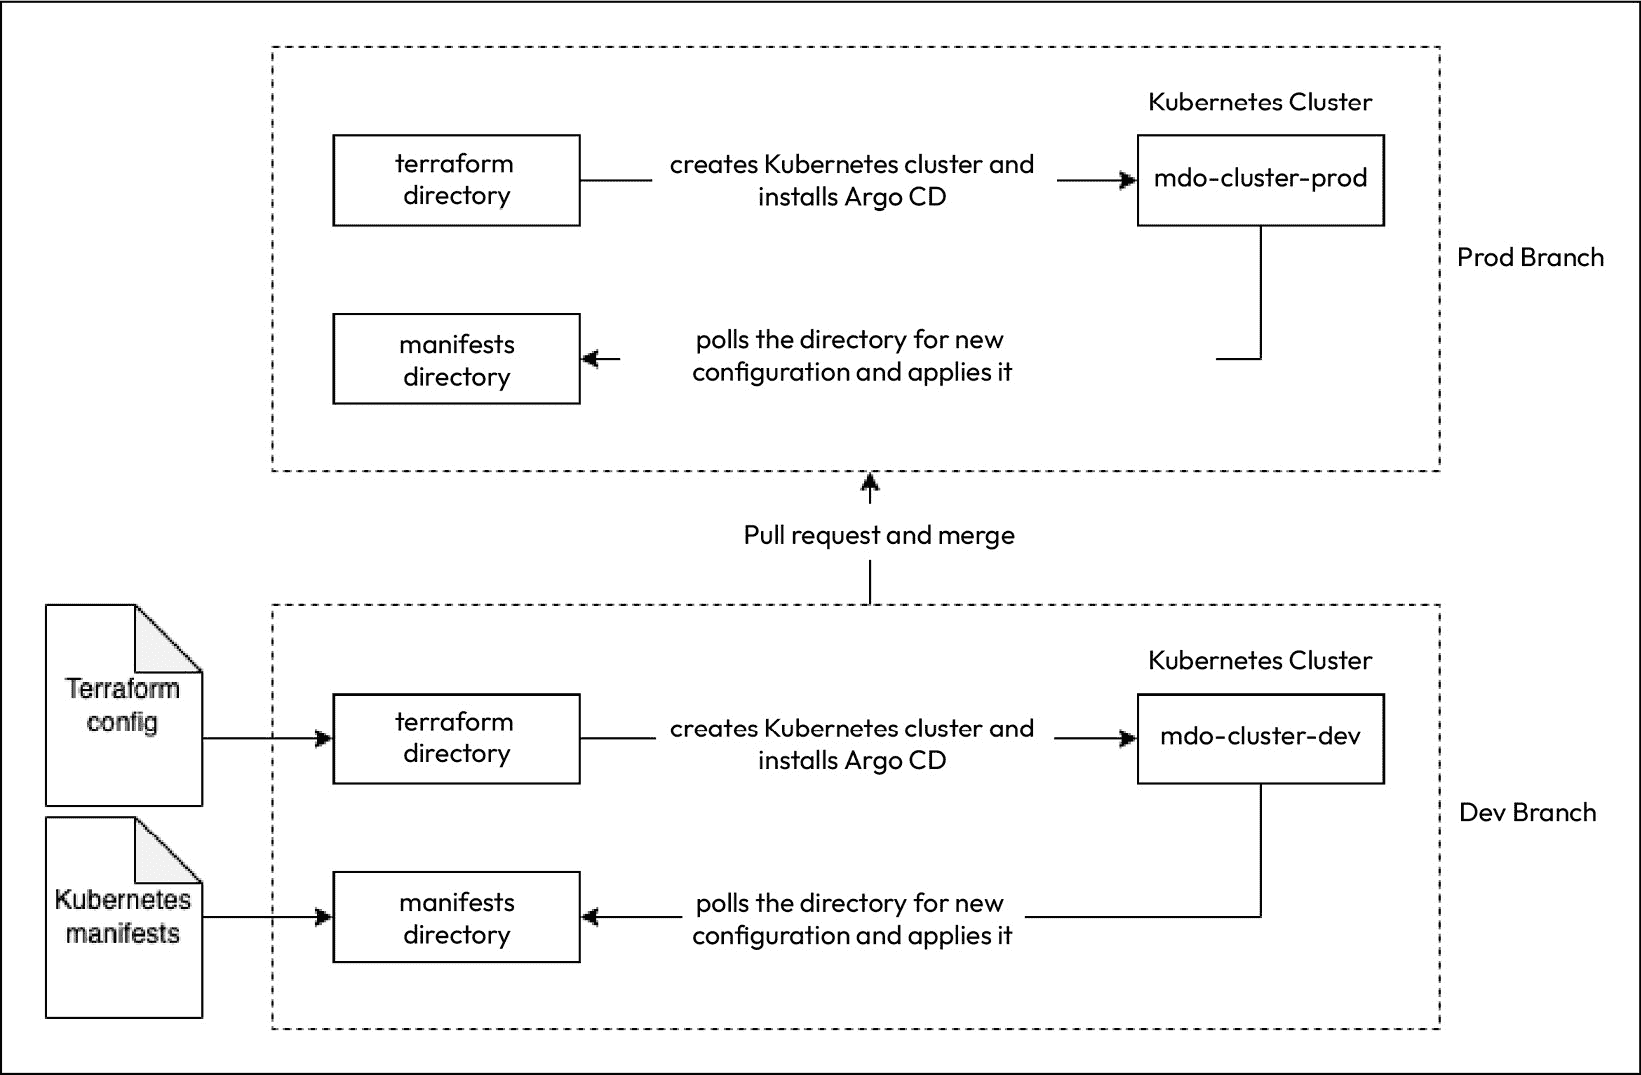 Kubernetes Cluster
terraform
directory
creates Kubernetes cluster and
installs Argo CD
mdo-cluster-prod
Prod Branch
manifests
directory
polls the directory for new
configuration and applies it
Pull request and merge
Terraform
config
Kubernetes Cluster
terraform
directory
creates Kubernetes cluster and
installs Argo CD
mdo-cluster-dev
Dev Branch
Kubernetes
manifests
manifests
directory
polls the directory for new
configuration and applies it